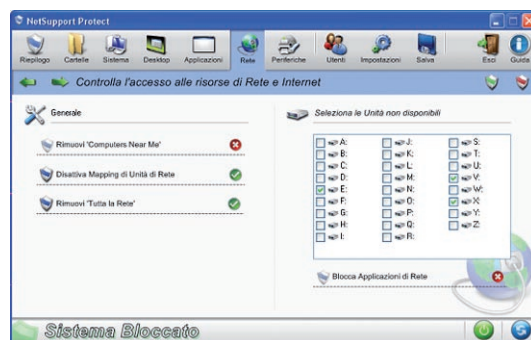 NetSupport Protect
Riepilogo Cartelle Sistema Desktop Applicazioni Rete Periferiche Utenti Impostazioni Salva Esci Guida
Controlla l'accesso alle risorse di Rete e Internet
Generale
Rimuovi 'Computers Near Me'
Disattiva Mapping di Unità di Rete
Rimuovi 'Tutta la Rete'
Seleziona le Unità non disponibili
A: J: S:
B: K: T:
C: L: U:
D: M: V:
E: N: W:
F: O: X:
G: P: Y:
H: Q: Z:
I: R:
Blocca Applicazioni di Rete
Sistema Bloccato